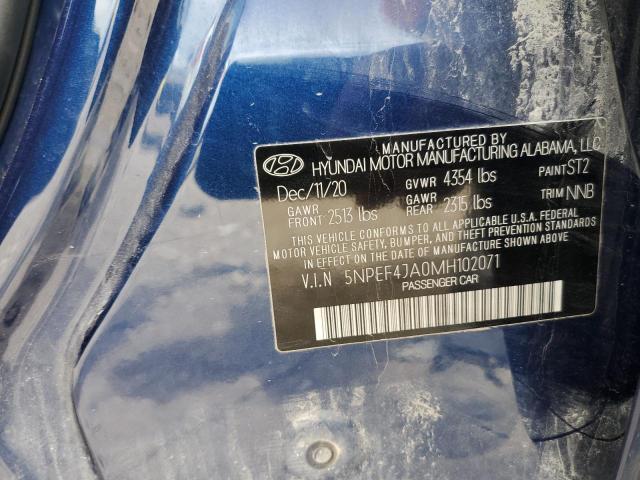 MANUFACTURED BY
HYUNDAI MOTOR MANUFACTURING ALABAMA, LLC
Dec/11/20 GVWR 4354 lbs PAINT ST2
GAWR FRONT 2513 lbs GAWR REAR 2315 lbs TRIM NNB
THIS VEHICLE CONFORMS TO ALL APPLICABLE U.S.A. FEDERAL
MOTOR VEHICLE SAFETY, BUMPER, AND THEFT PREVENTION
STANDARDS IN EFFECT ON THE DATE OF MANUFACTURE SHOWN ABOVE.
V.I.N 5NPEF4JA0MH102071
PASSENGER CAR